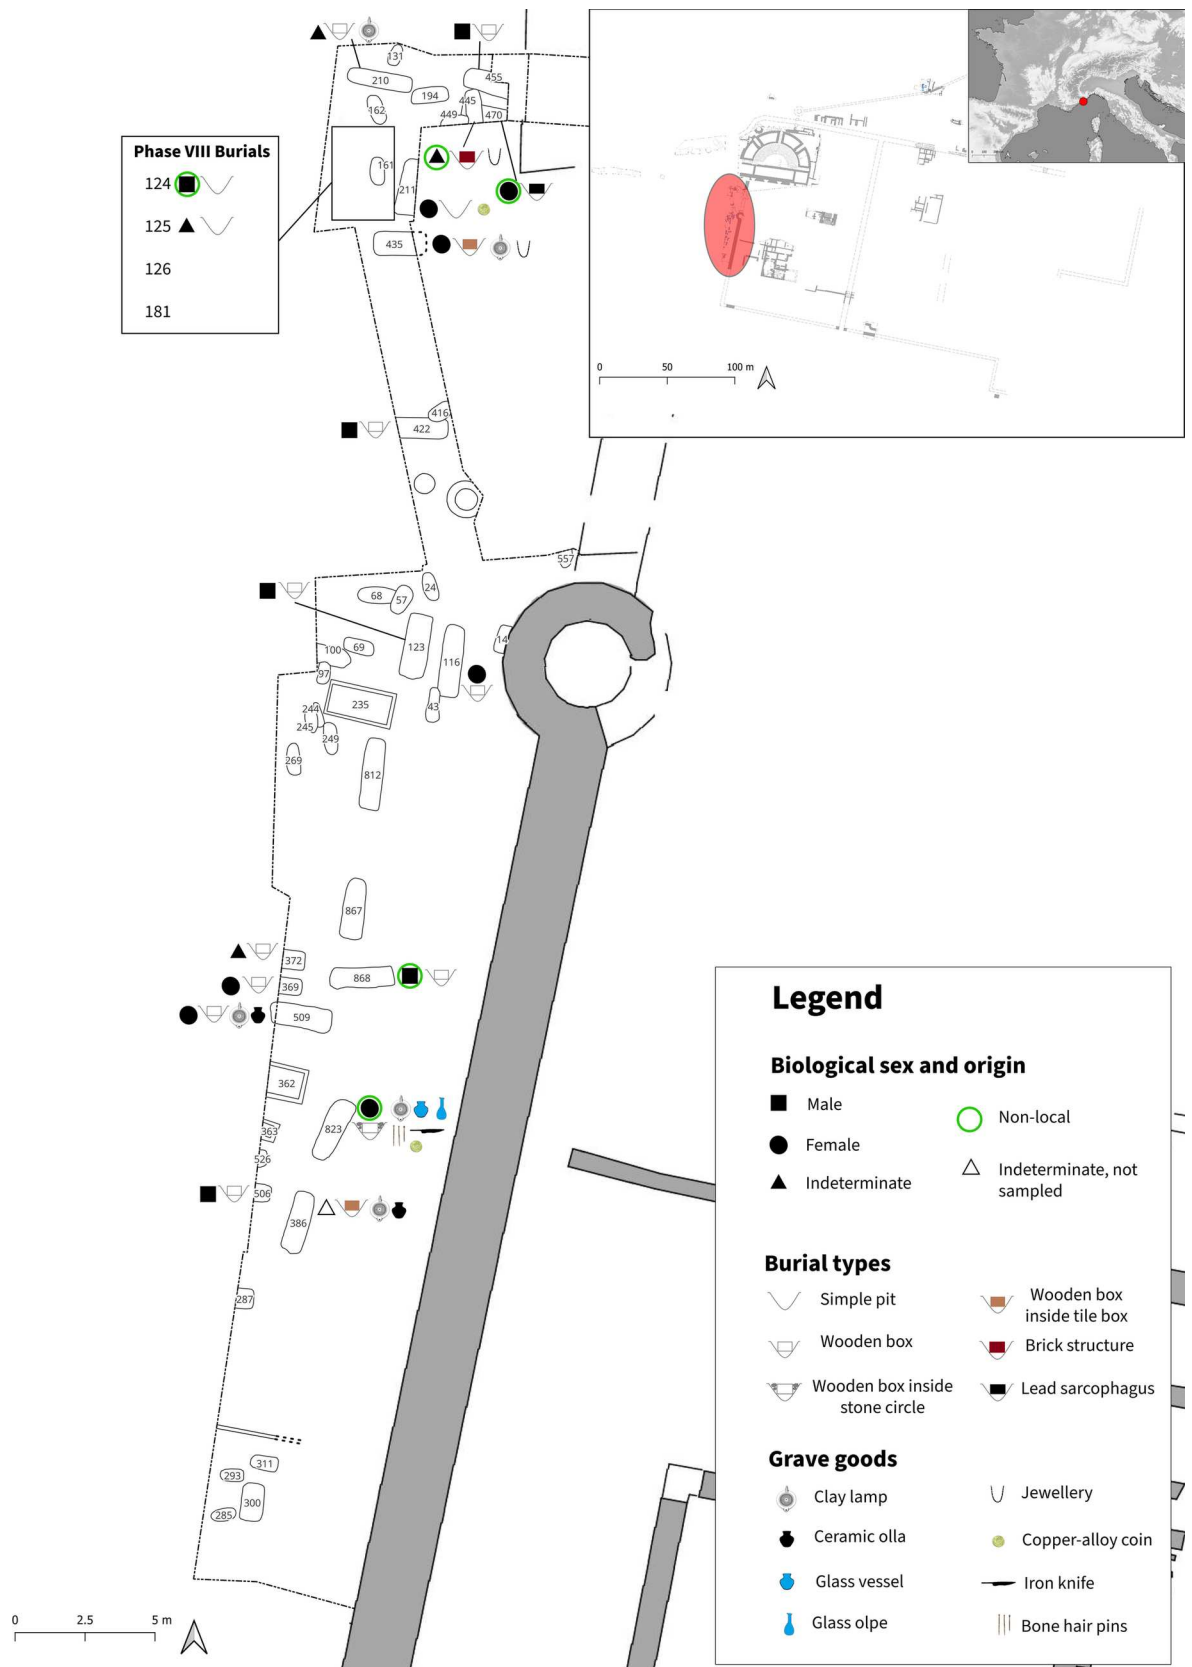 131
210
455
194
445
162
449
470
Phase VIII Burials
124
125
126
181
161
211
435
0
50
100 m
416
422
557
24
68
57
123
14
69
100
116
97
235
43
244
245
249
269
812
867
372
868
369
509
362
823
363
526
506
386
287
311
293
300
285
0
2.5
5 m
Legend
Biological sex and origin
Male
Non-local
Female
Indeterminate
Indeterminate, not
sampled
Burial types
Simple pit
Wooden box
inside tile box
Wooden box
Brick structure
Wooden box inside
stone circle
Lead sarcophagus
Grave goods
Clay lamp
Jewellery
Ceramic olla
Copper-alloy coin
Glass vessel
Iron knife
Glass olpe
Bone hair pins